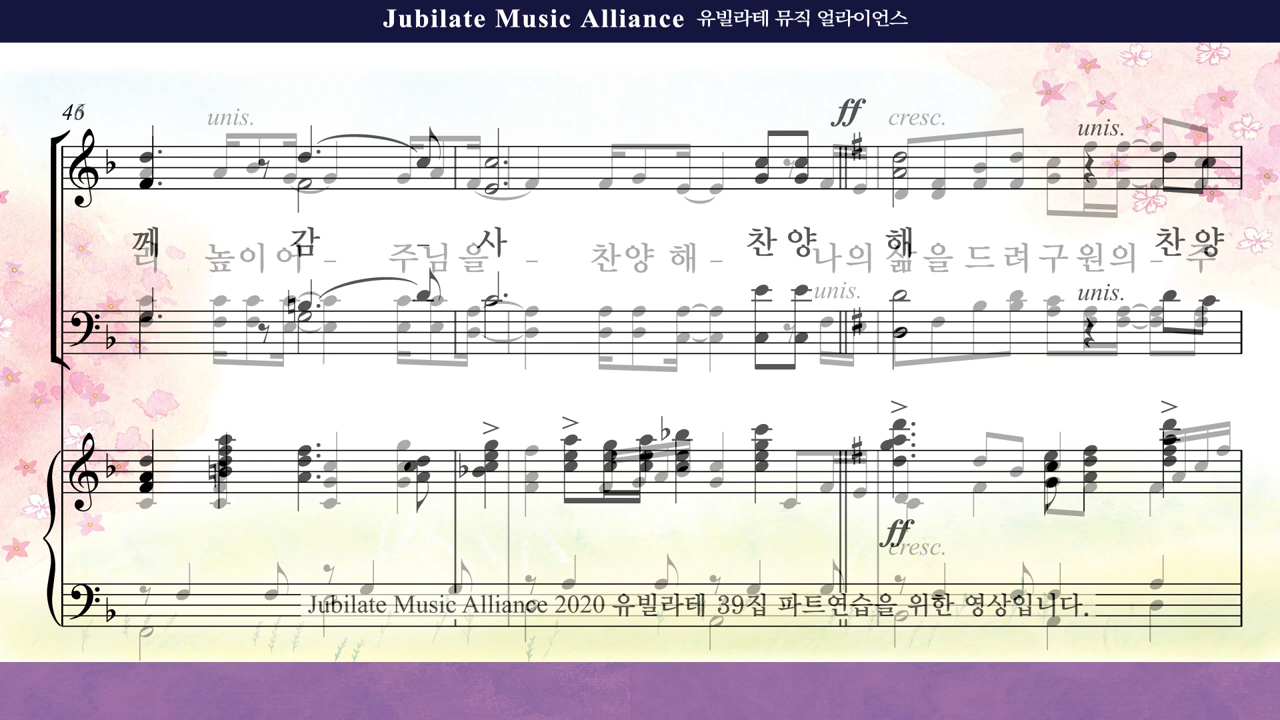 Jubilate Music Alliance 유빌라테 뮤직 얼라이언스
46
unis.
ff cresc.
unis.
께 감 - 사 찬양 해 찬양
높이어 - 주님을 - 찬양해 - 나의 삶을 드려 구원의 - 주
unis.
unis.
ff
cresc.
Jubilate Music Alliance 2020 유빌라테 39집 파트연습을 위한 영상입니다.